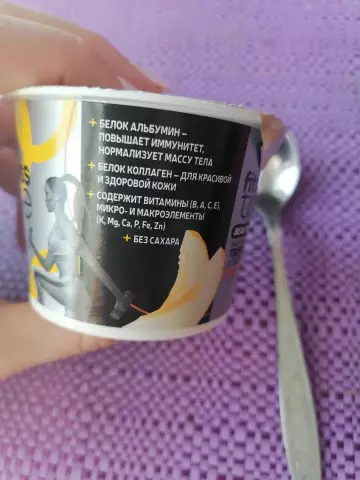 + БЕЛОК АЛЬБУМИН –
ПОВЫШАЕТ ИММУНИТЕТ,
НОРМАЛИЗУЕТ МАССУ ТЕЛА
+ БЕЛОК КОЛЛАГЕН – ДЛЯ КРАСИВОЙ
И ЗДОРОВОЙ КОЖИ
+ СОДЕРЖИТ ВИТАМИНЫ (B, A, C, E),
МИКРО- И МАКРОЭЛЕМЕНТЫ
(K, Mg, Ca, P, Fe, Zn)
+ БЕЗ САХАРА